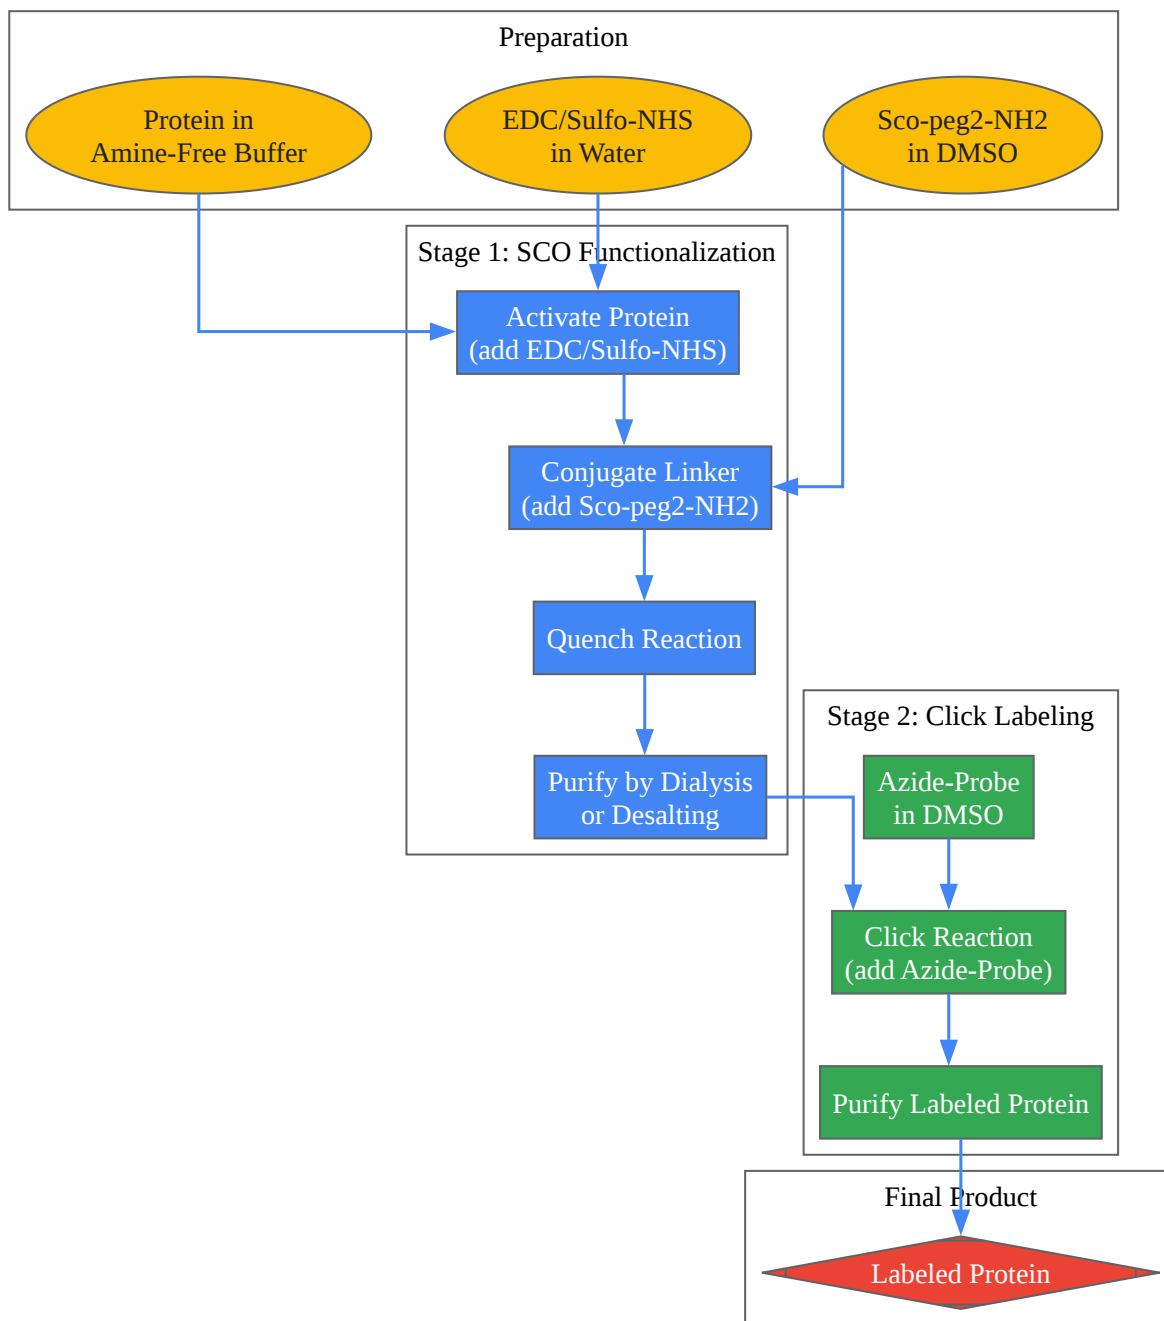 Preparation
Protein in
Amine-Free Buffer
EDC/Sulfo-NHS
in Water
Sco-peg2-NH2
in DMSO
Stage 1: SCO Functionalization
Activate Protein
(add EDC/Sulfo-NHS)
Conjugate Linker
(add Sco-peg2-NH2)
Quench Reaction
Purify by Dialysis
or Desalting
Stage 2: Click Labeling
Azide-Probe
in DMSO
Click Reaction
(add Azide-Probe)
Purify Labeled Protein
Final Product
Labeled Protein